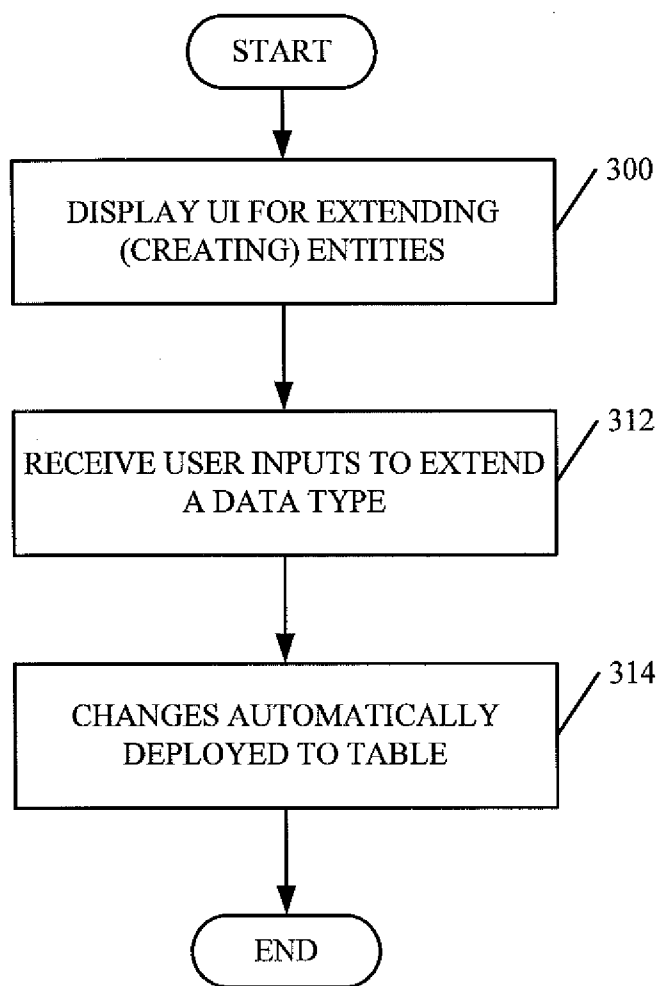 START
300
DISPLAY UI FOR EXTENDING
(CREATING) ENTITIES
312
RECEIVE USER INPUTS TO EXTEND
A DATA TYPE
314
CHANGES AUTOMATICALLY
DEPLOYED TO TABLE
END